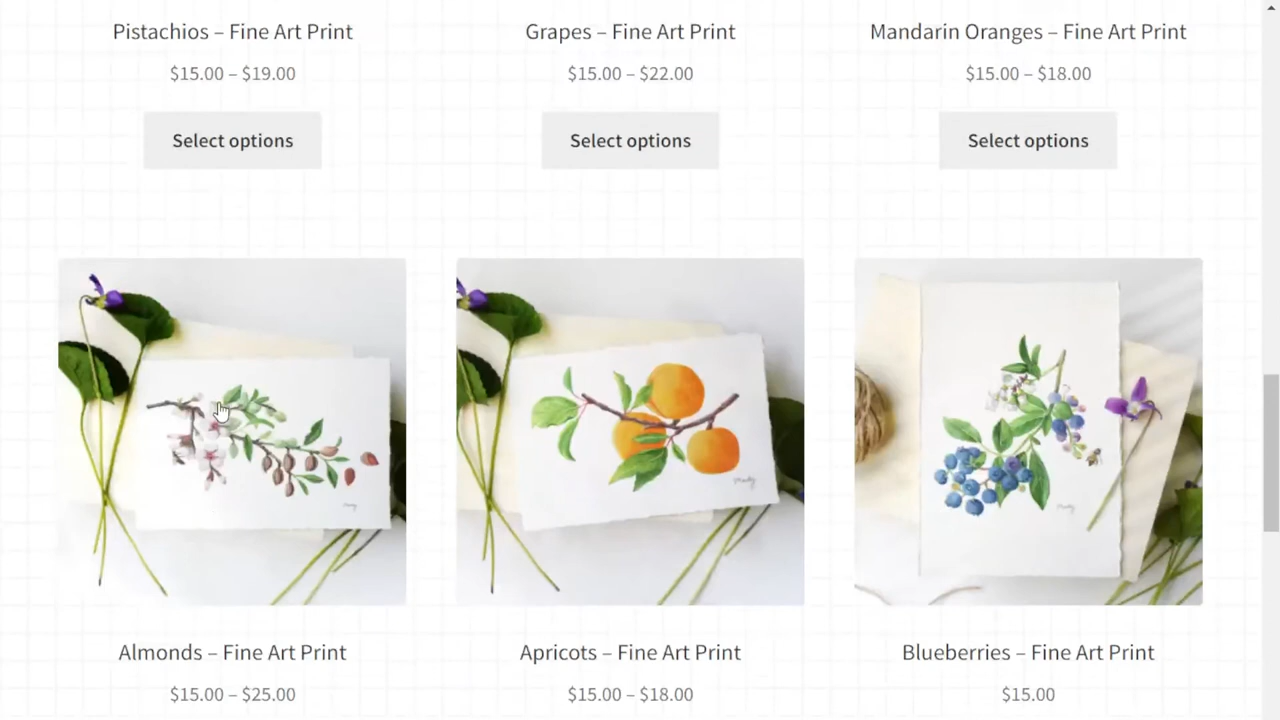 Pistachios – Fine Art Print
Grapes – Fine Art Print
Mandarin Oranges – Fine Art Print
$15.00 – $19.00
$15.00 – $22.00
$15.00 – $18.00
Select options
Select options
Select options
Almonds – Fine Art Print
Apricots – Fine Art Print
Blueberries – Fine Art Print
$15.00 – $25.00
$15.00 – $18.00
$15.00